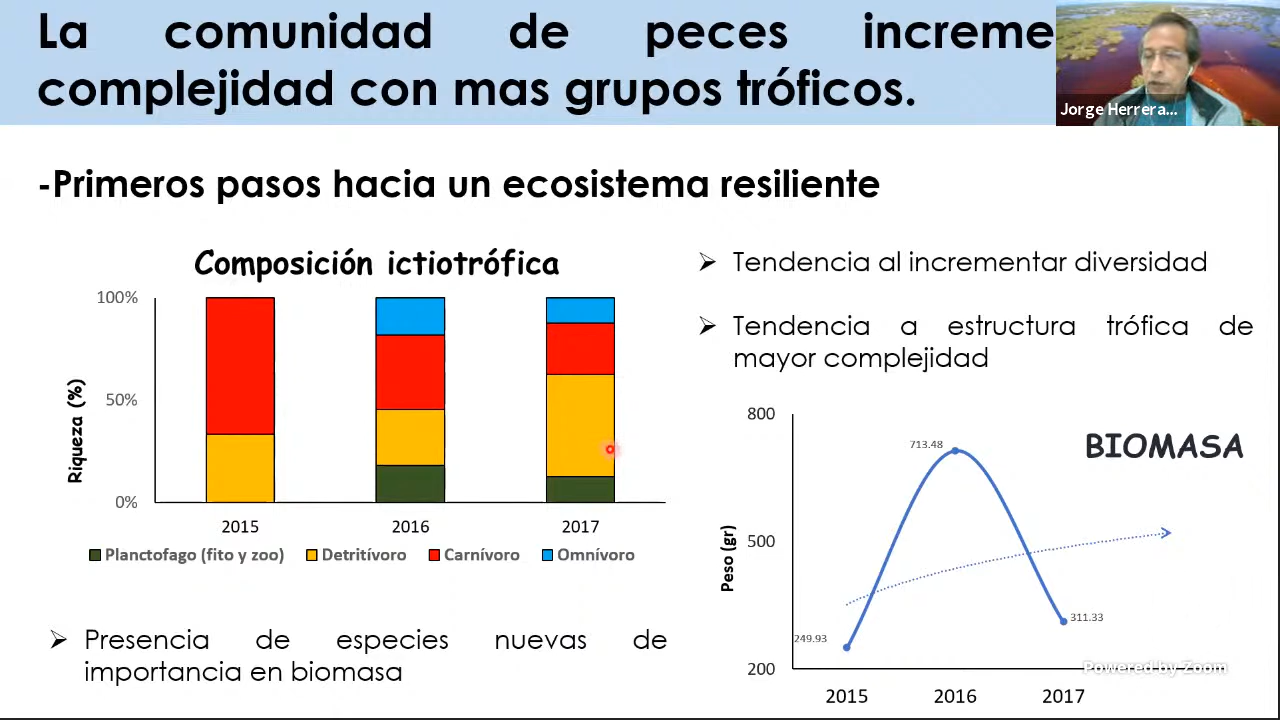 La comunidad de peces increme
complejidad con mas grupos tróficos.
Jorge Herrera...
-Primeros pasos hacia un ecosistema resiliente
Composición ictiotrófica
100%
50%
0%
Riqueza (%)
2015 2016 2017
Planctofago (fito y zoo) Detritívoro Carnívoro Omnívoro
Presencia de especies nuevas de
importancia en biomasa
Tendencia al incrementar diversidad
Tendencia a estructura trófica de
mayor complejidad
BIOMASA
800
500
200
Peso (gr)
713.48
249.93
311.33
2015 2016 2017
Powered by Zoom